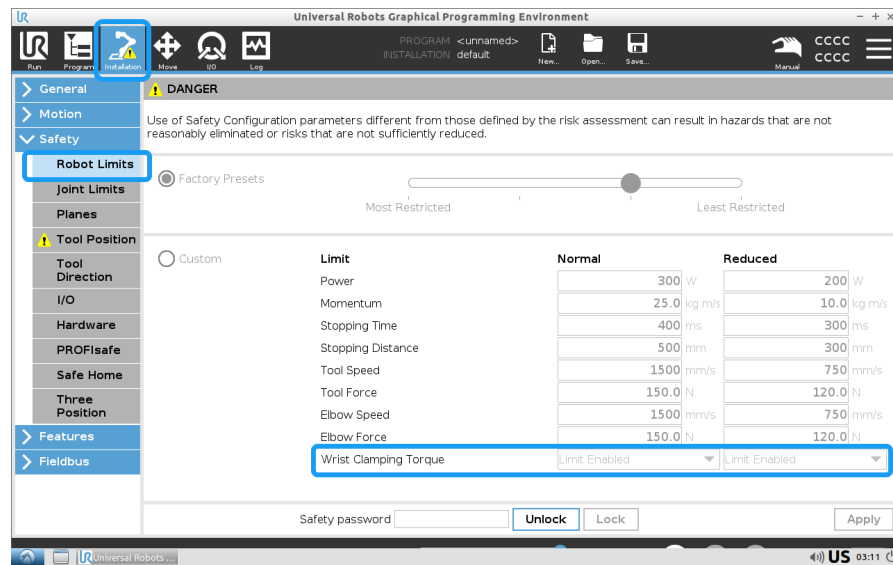 Universal Robots Graphical Programming Environment
PROGRAM <unnamed>
INSTALLATION default
Run Program Installation Move I/O Log New... Open... Save... Manual
CCCC
CCCC
General
DANGER
Motion
Use of Safety Configuration parameters different from those defined by the risk assessment can result in hazards that are not
reasonably eliminated or risks that are not sufficiently reduced.
Safety
Robot Limits
Joint Limits
Planes
Tool Position
Tool
Direction
I/O
Hardware
PROFIsafe
Safe Home
Three
Position
Features
Fieldbus
Factory Presets
Most Restricted Least Restricted
Custom Limit Normal Reduced
Power 300 W 200 W
Momentum 25.0 kg m/s 10.0 kg m/s
Stopping Time 400 ms 300 ms
Stopping Distance 500 mm 300 mm
Tool Speed 1500 mm/s 750 mm/s
Tool Force 150.0 N 120.0 N
Elbow Speed 1500 mm/s 750 mm/s
Elbow Force 150.0 N 120.0 N
Wrist Clamping Torque Limit Enabled Limit Enabled
Safety password Unlock Lock Apply
UR Universal Robots ... US 03:11